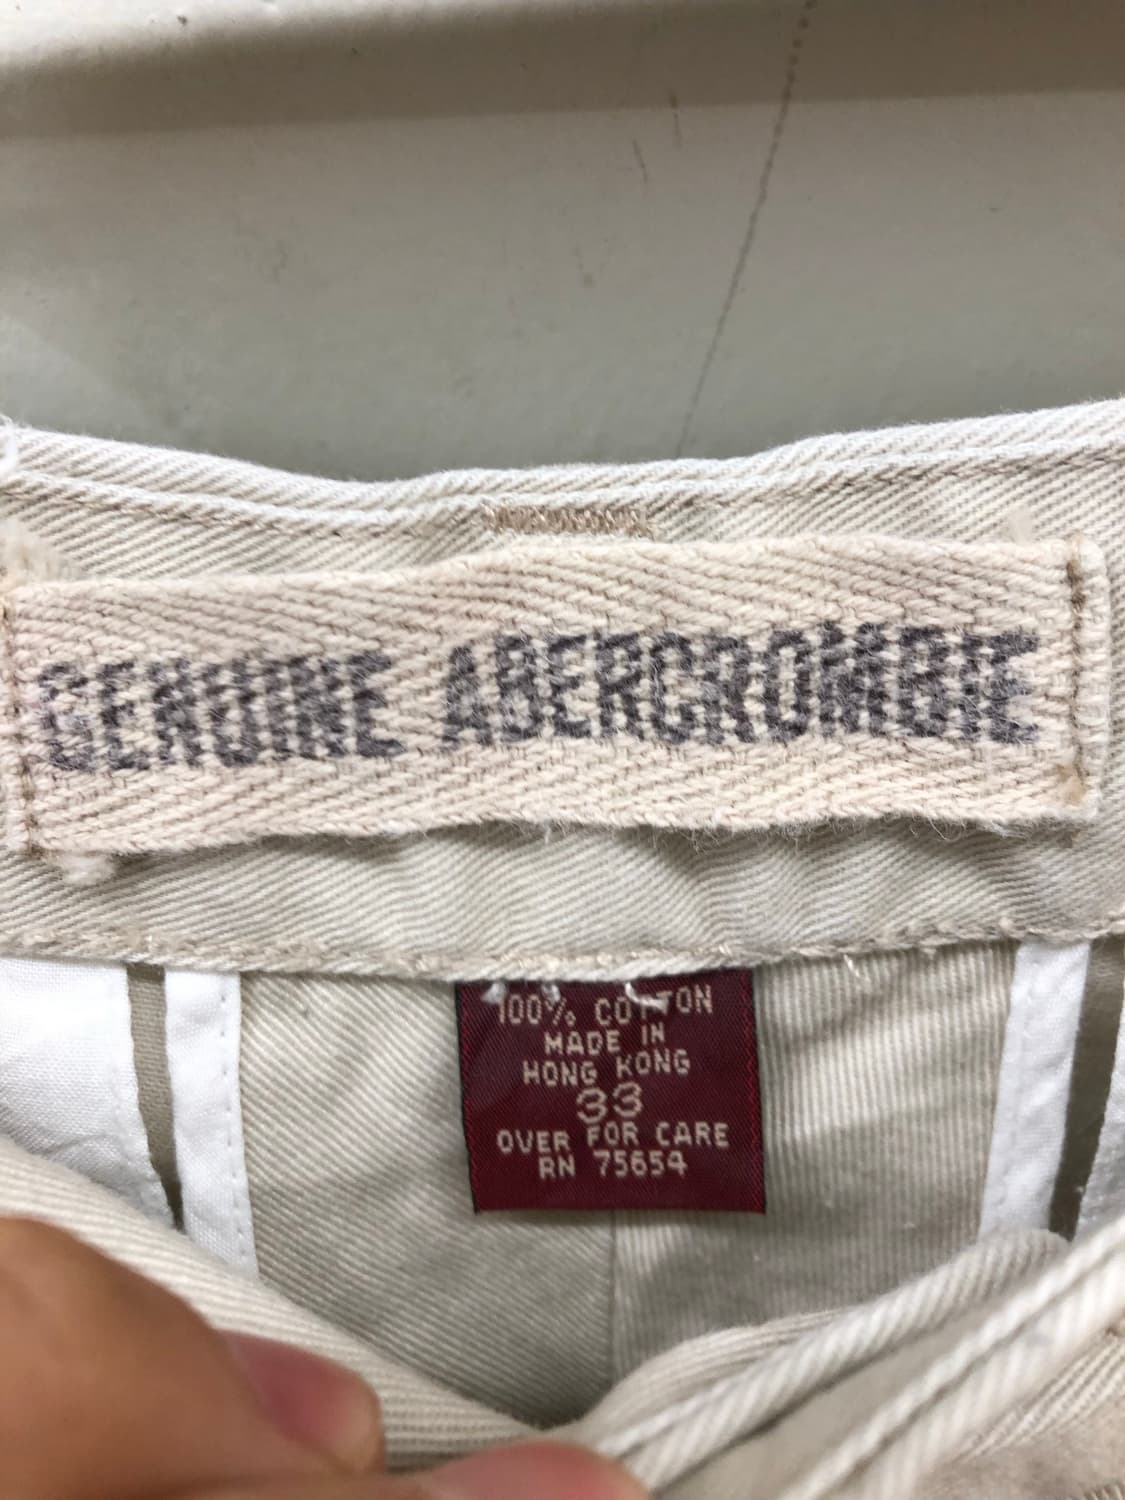 GENUINE ABERCROMBIE
100% COTTON
MADE IN
HONG KONG
33
OVER FOR CARE
RN 75654